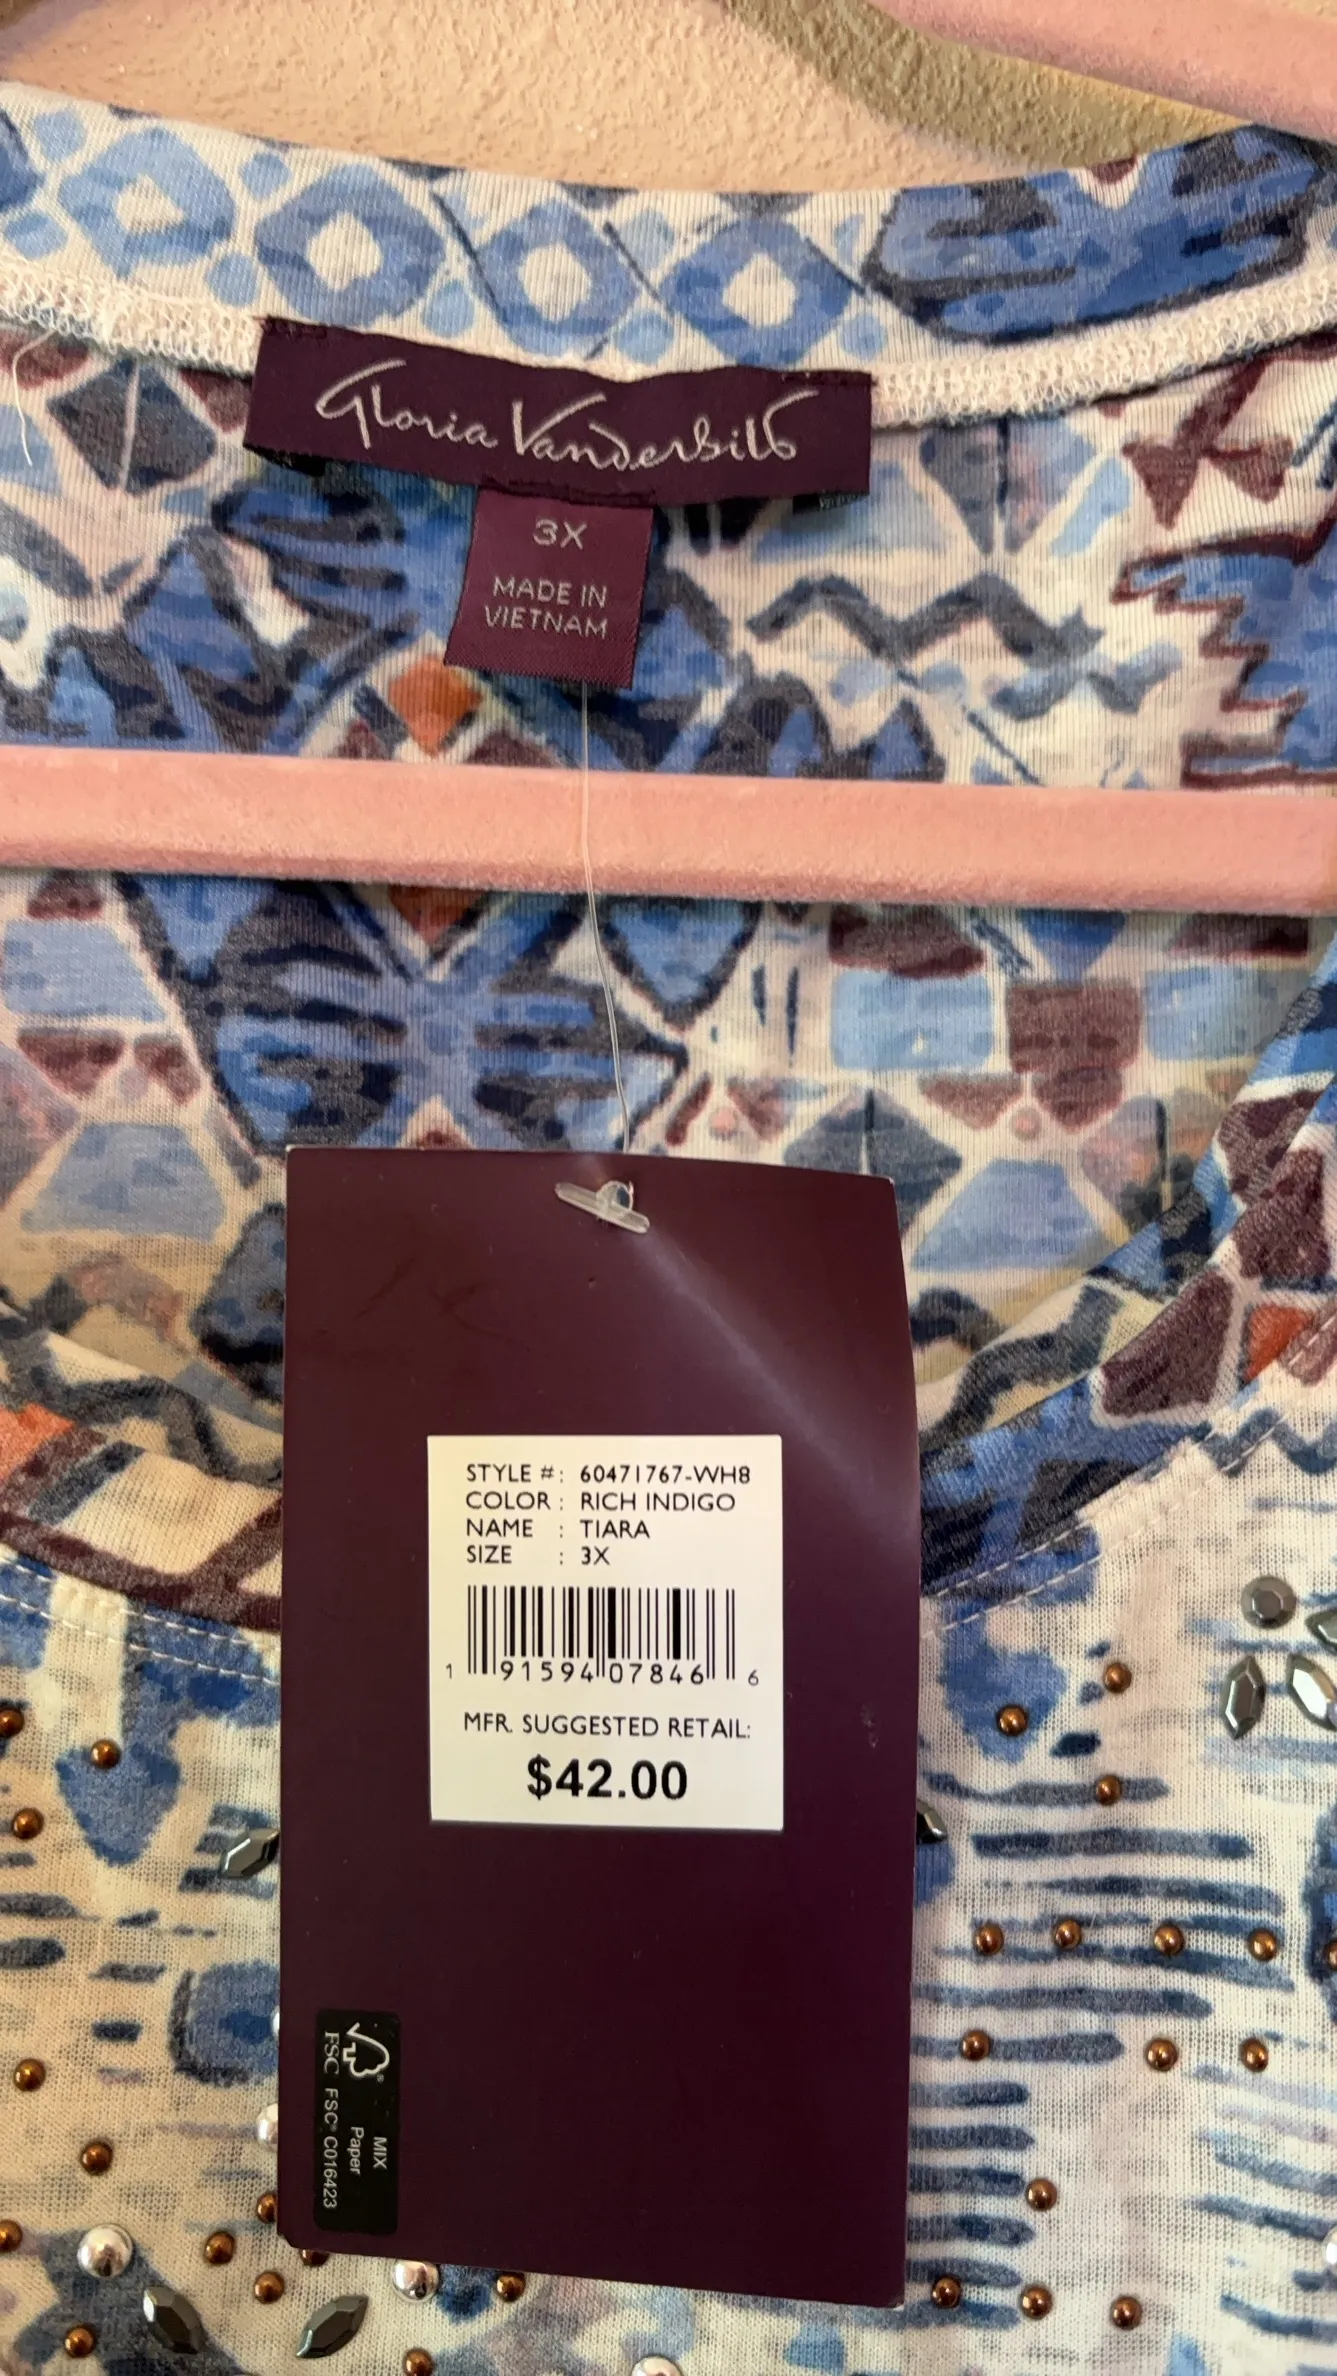 Gloria Vanderbilt
3X
MADE IN
VIETNAM
STYLE #: 60471767-WH8
COLOR : RICH INDIGO
NAME : TIARA
SIZE : 3X
1 91594 07846 6
MFR. SUGGESTED RETAIL:
$42.00
FSC
®
MIX
Paper
FSC® C016423